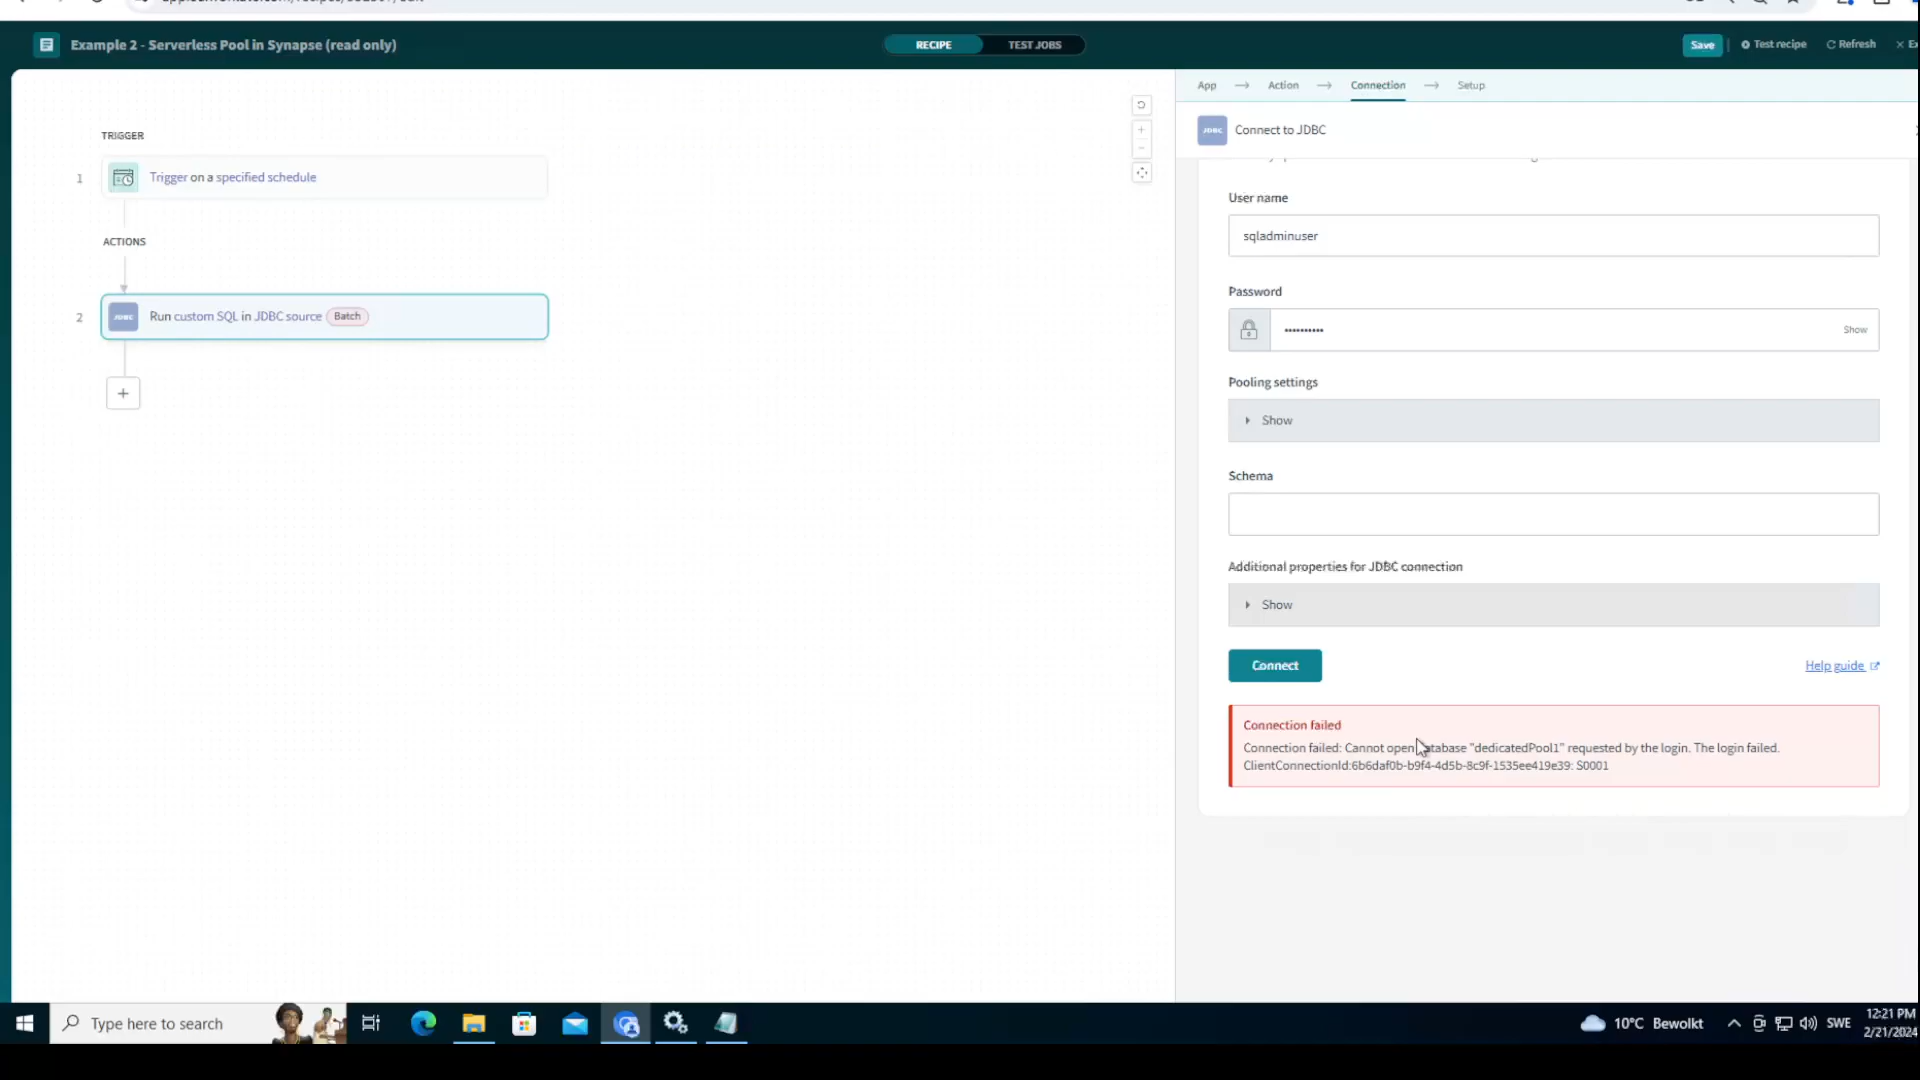 Example 2 - Serverless Pool in Synapse (read only)
RECIPE
TEST JOBS
Save
Test recipe
Refresh
App
Action
Connection
Setup
JDBC
Connect to JDBC
TRIGGER
1
Trigger on a specified schedule
ACTIONS
2
JDBC
Run custom SQL in JDBC source
Batch
User name
sqladminuser
Password
••••••••••
Show
Pooling settings
Show
Schema
Additional properties for JDBC connection
Show
Connect
Help guide
Connection failed
Connection failed: Cannot open database "dedicatedPool1" requested by the login. The login failed.
ClientConnectionId:6b6daf0b-b9f4-4d5b-8c9f-1535ee419e39: S0001
Type here to search
10°C Bewolkt
SWE
12:21 PM
2/21/2024